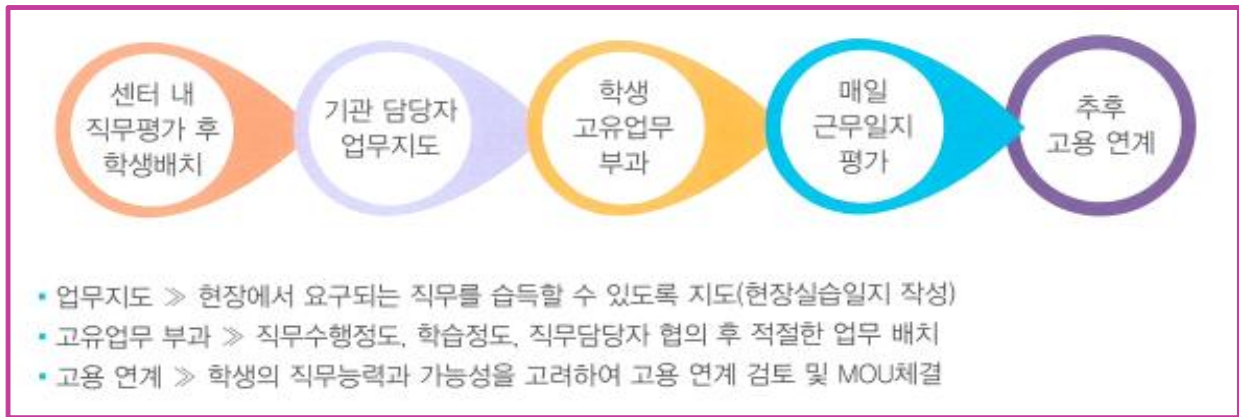 센터 내
직무평가 후
학생배치
기관 담당자
업무지도
학생
고유업무
부과
매일
근무일지
평가
추후
고용 연계
▪ 업무지도 ≫ 현장에서 요구되는 직무를 습득할 수 있도록 지도(현장실습일지 작성)
▪ 고유업무 부과 ≫ 직무수행정도, 학습정도, 직무담당자 협의 후 적절한 업무 배치
▪ 고용 연계 ≫ 학생의 직무능력과 가능성을 고려하여 고용 연계 검토 및 MOU체결